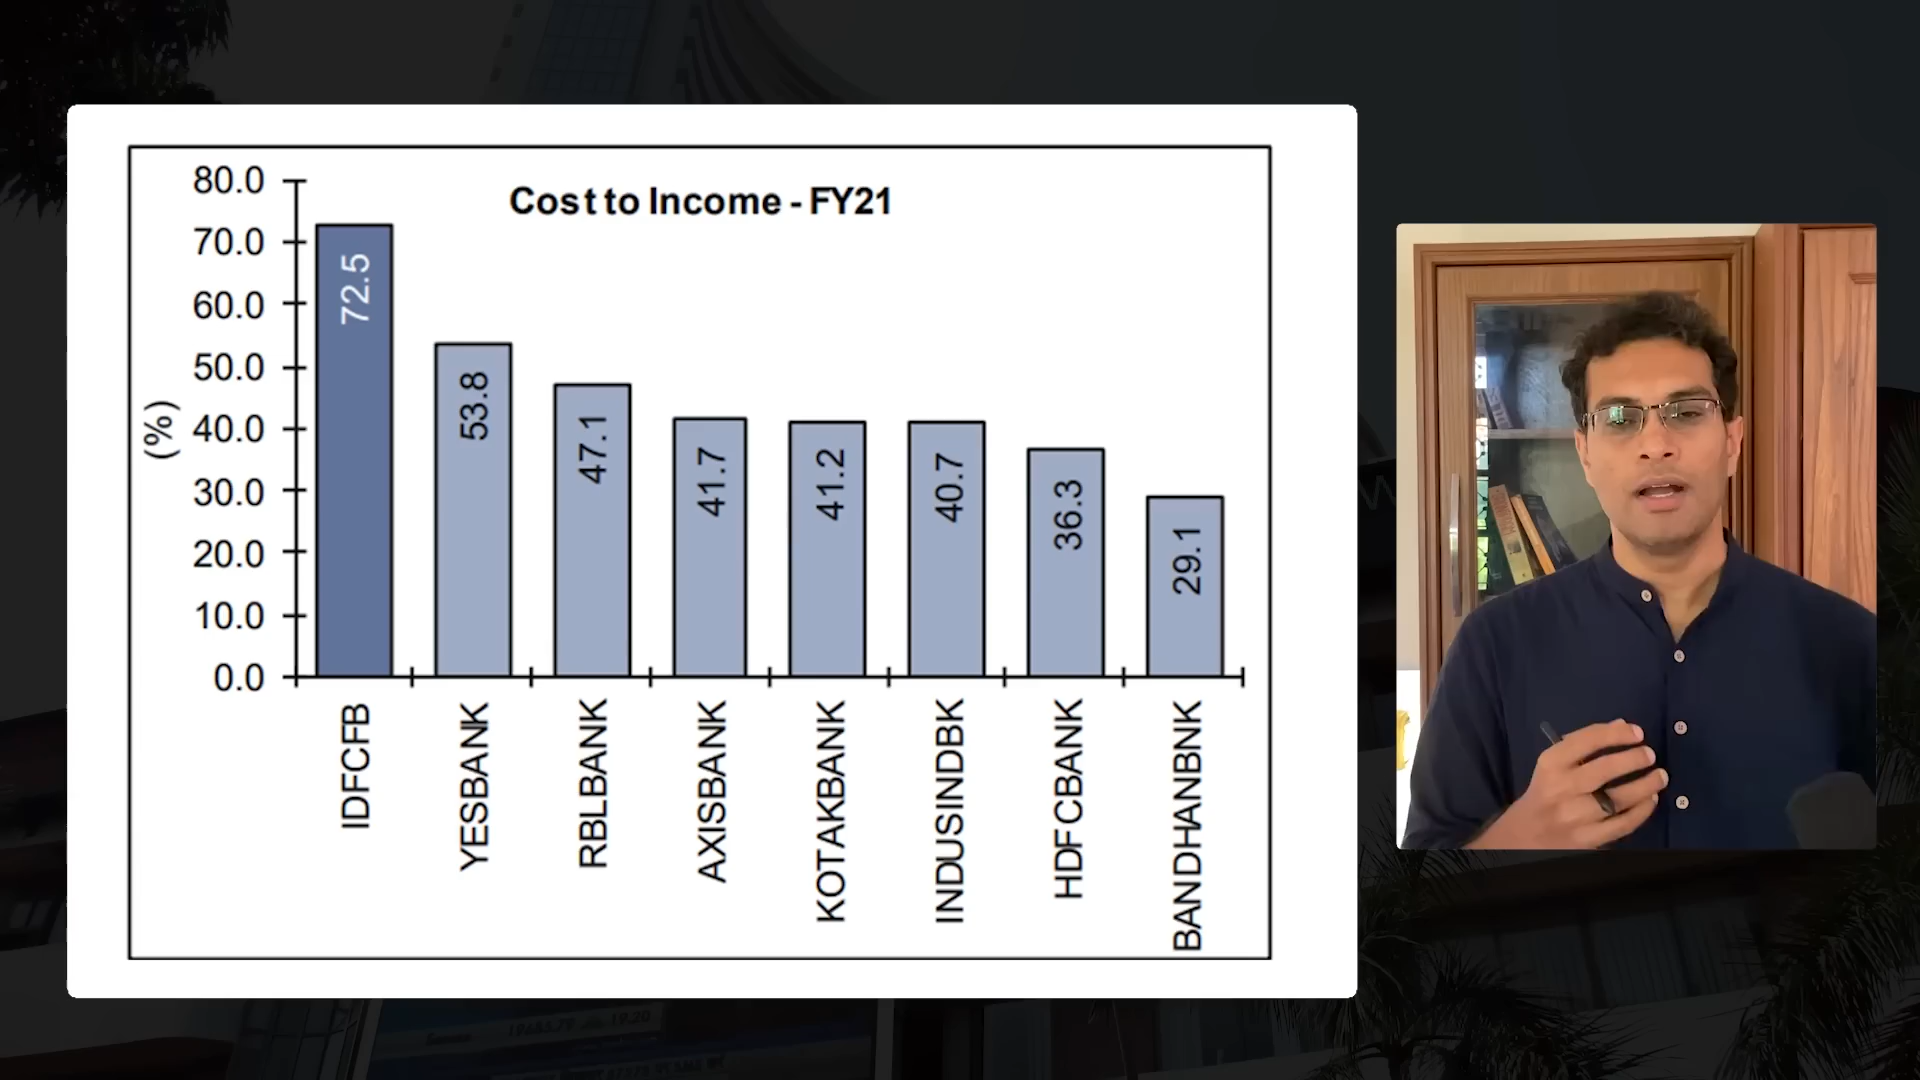 Cost to Income - FY21
80.0
70.0
60.0
50.0
40.0
30.0
20.0
10.0
0.0
(%)
72.5
53.8
47.1
41.7
41.2
40.7
36.3
29.1
IDFCFB
YESBANK
RBLBANK
AXISBANK
KOTAKBANK
INDUSINDBK
HDFCBANK
BANDHANBNK